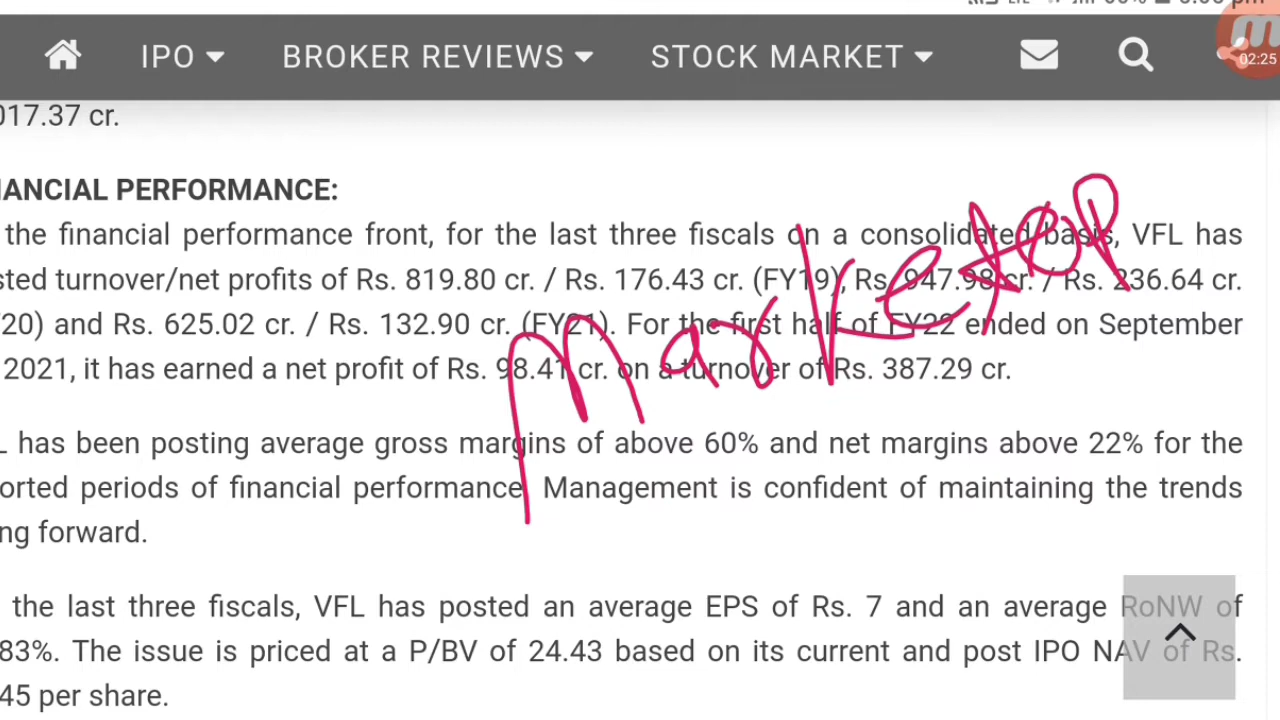 IPO BROKER REVIEWS STOCK MARKET
02:25
017.37 cr.
ANCIAL PERFORMANCE:
the financial performance front, for the last three fiscals on a consolidated basis, VFL has
sted turnover/net profits of Rs. 819.80 cr. / Rs. 176.43 cr. (FY19), Rs. 947.98 cr. / Rs. 236.64 cr.
20) and Rs. 625.02 cr. / Rs. 132.90 cr. (FY21). For the first half of FY22 ended on September
2021, it has earned a net profit of Rs. 98.41 cr. on a turnover of Rs. 387.29 cr.
Marketop
L has been posting average gross margins of above 60% and net margins above 22% for the
orted periods of financial performance. Management is confident of maintaining the trends
ng forward.
the last three fiscals, VFL has posted an average EPS of Rs. 7 and an average RoNW of
83%. The issue is priced at a P/BV of 24.43 based on its current and post IPO NAV of Rs.
45 per share.